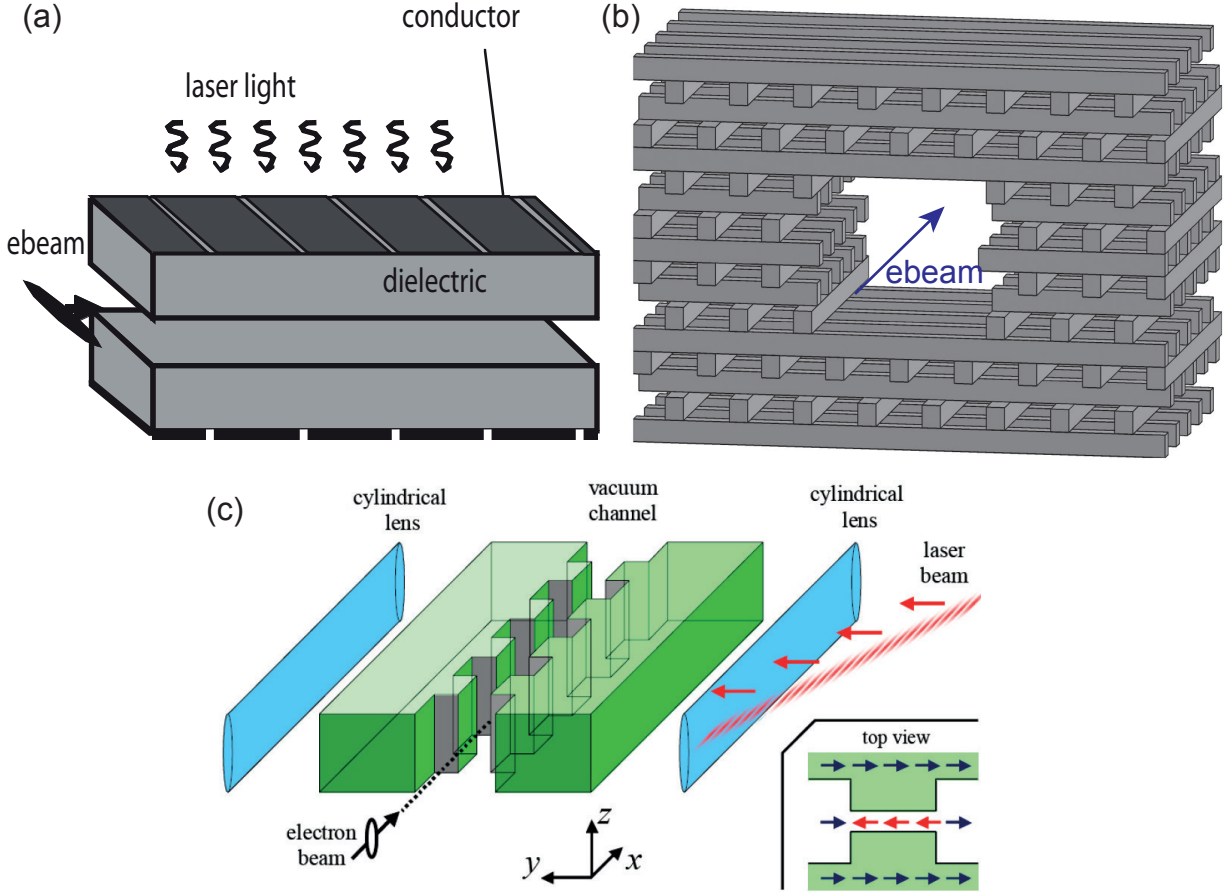 (a)
conductor
laser light
ebeam
dielectric
(b)
ebeam
(c)
cylindrical
lens
vacuum
channel
cylindrical
lens
laser
beam
electron
beam
z
y
x
top view